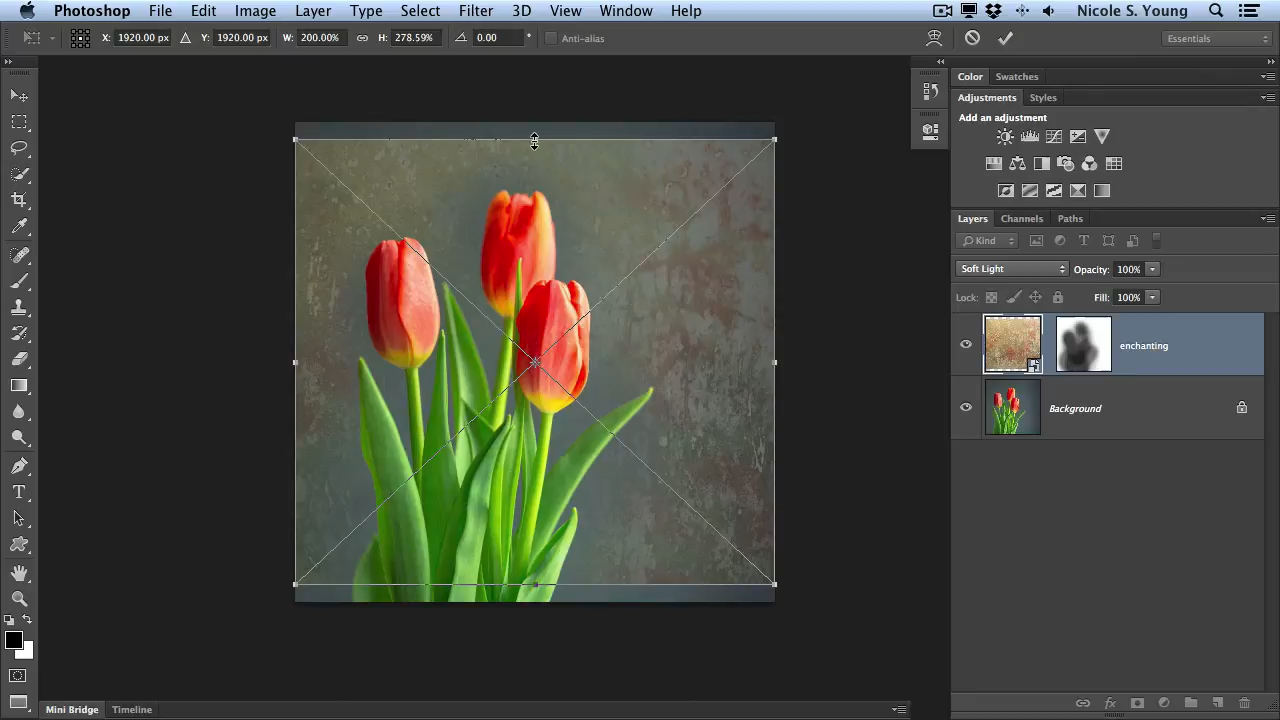 Photoshop File Edit Image Layer Type Select Filter 3D View Window Help Nicole S. Young
X: 1920.00 px Y: 1920.00 px W: 200.00% H: 278.59% 0.00 ° Anti-alias Essentials
Color Swatches
Adjustments Styles
Add an adjustment
Layers Channels Paths
Kind
Soft Light Opacity: 100%
Lock: Fill: 100%
enchanting
Background
Mini Bridge Timeline